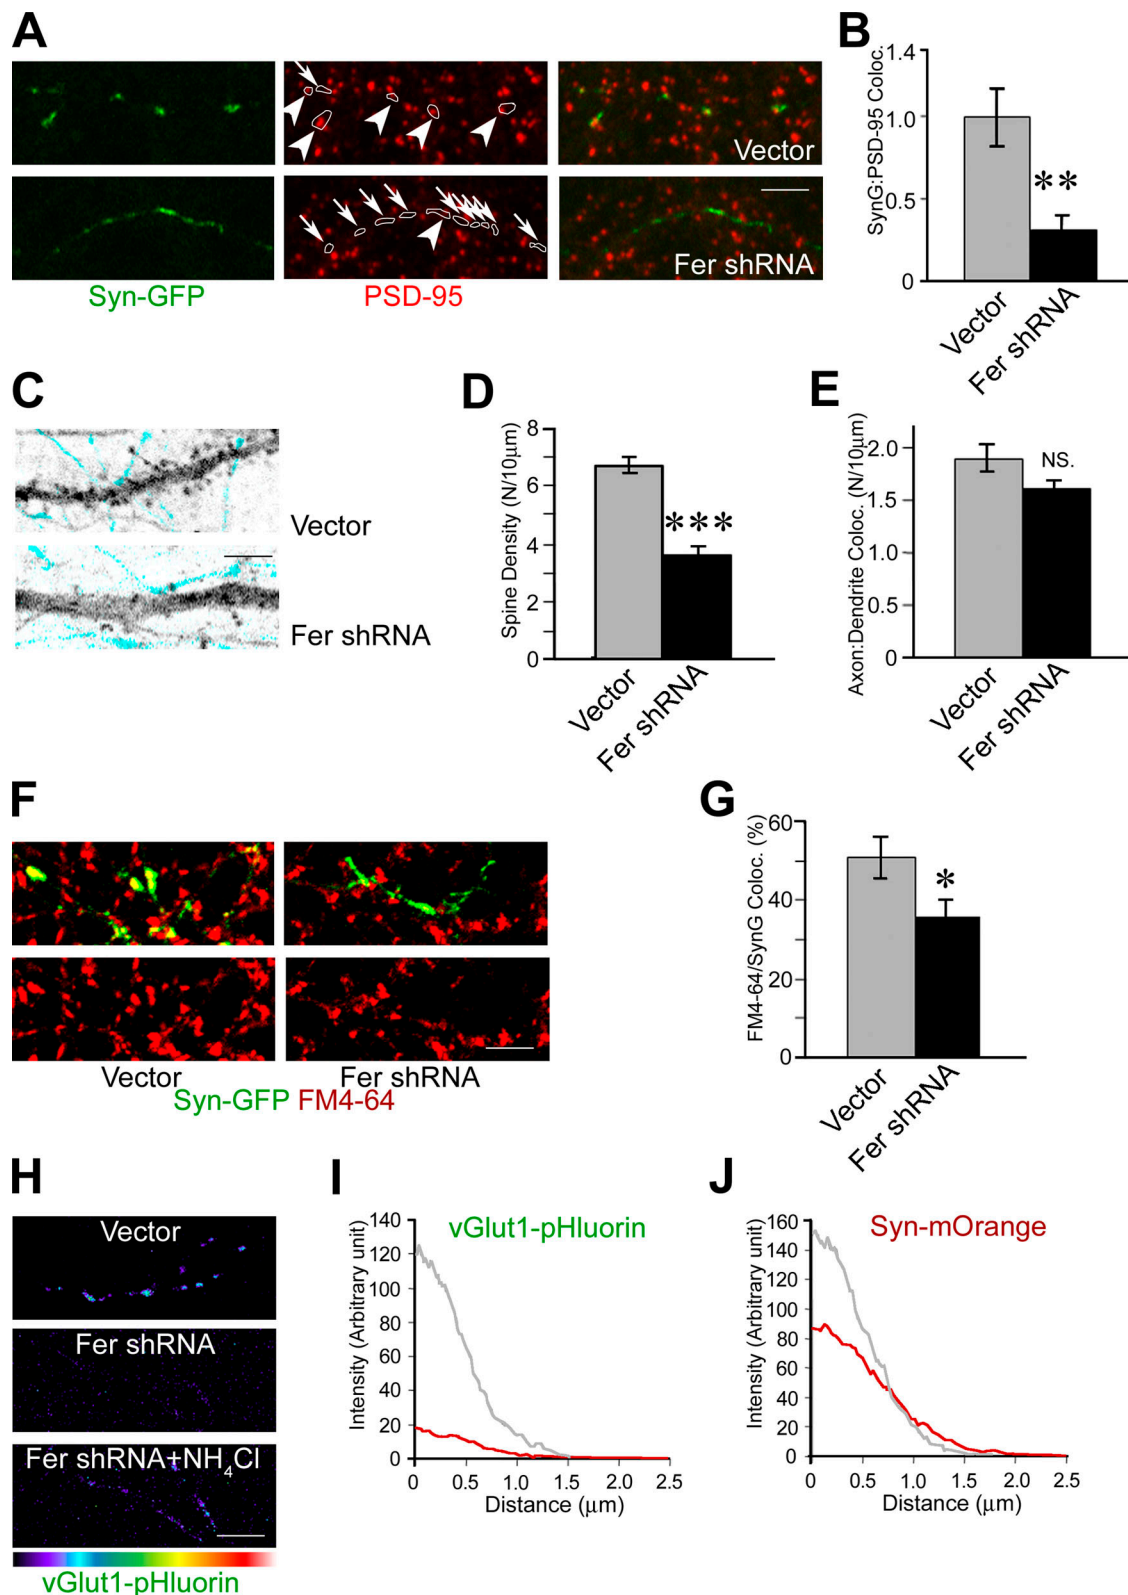 A
Vector
Fer shRNA
Syn-GFP
PSD-95
B
SynG:PSD-95 Coloc.
1.4
1.0
0.5
0
**
Vector
Fer shRNA
C
Vector
Fer shRNA
D
Spine Density (N/10μm)
8
6
4
2
0
***
Vector
Fer shRNA
E
Axon:Dendrite Coloc. (N/10μm)
2.0
1.5
1.0
0.5
0
NS.
Vector
Fer shRNA
F
Vector
Fer shRNA
Syn-GFP FM4-64
G
FM4-64/SynG Coloc. (%)
60
40
20
0
*
Vector
Fer shRNA
H
Vector
Fer shRNA
Fer shRNA+NH₄Cl
vGlut1-pHluorin
I
vGlut1-pHluorin
Intensity (Arbitrary unit)
140
120
100
80
60
40
20
0
0 0.5 1.0 1.5 2.0 2.5
Distance (μm)
J
Syn-mOrange
Intensity (Arbitrary unit)
160
140
120
100
80
60
40
20
0
0 0.5 1.0 1.5 2.0 2.5
Distance (μm)